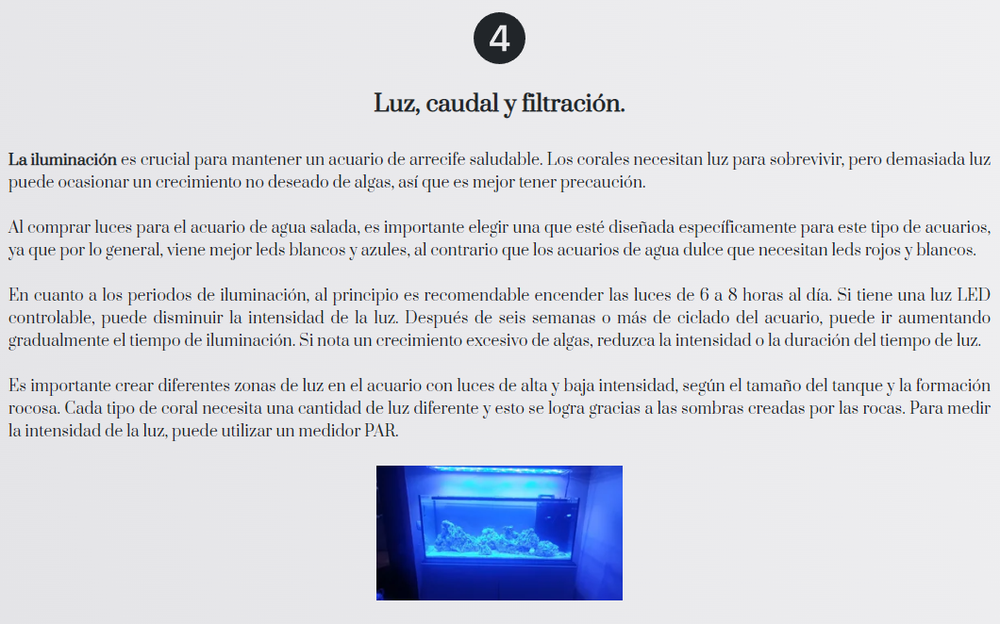 4
Luz, caudal y filtración.
La iluminación es crucial para mantener un acuario de arrecife saludable. Los corales necesitan luz para sobrevivir, pero demasiada luz
puede ocasionar un crecimiento no deseado de algas, así que es mejor tener precaución.
Al comprar luces para el acuario de agua salada, es importante elegir una que esté diseñada específicamente para este tipo de acuarios,
ya que por lo general, viene mejor leds blancos y azules, al contrario que los acuarios de agua dulce que necesitan leds rojos y blancos.
En cuanto a los periodos de iluminación, al principio es recomendable encender las luces de 6 a 8 horas al día. Si tiene una luz LED
controlable, puede disminuir la intensidad de la luz. Después de seis semanas o más de ciclado del acuario, puede ir aumentando
gradualmente el tiempo de iluminación. Si nota un crecimiento excesivo de algas, reduzca la intensidad o la duración del tiempo de luz.
Es importante crear diferentes zonas de luz en el acuario con luces de alta y baja intensidad, según el tamaño del tanque y la formación
rocosa. Cada tipo de coral necesita una cantidad de luz diferente y esto se logra gracias a las sombras creadas por las rocas. Para medir
la intensidad de la luz, puede utilizar un medidor PAR.